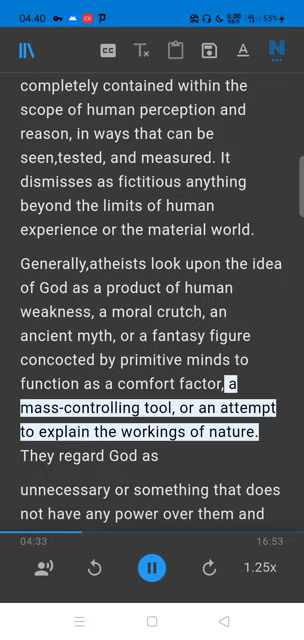 04.40
0.00
KB/s
4G
53%
CC
A
N
completely contained within the
scope of human perception and
reason, in ways that can be
seen,tested, and measured. It
dismisses as fictitious anything
beyond the limits of human
experience or the material world.
Generally,atheists look upon the idea
of God as a product of human
weakness, a moral crutch, an
ancient myth, or a fantasy figure
concocted by primitive minds to
function as a comfort factor, a
mass-controlling tool, or an attempt
to explain the workings of nature.
They regard God as
unnecessary or something that does
not have any power over them and
04:33
16:53
1.25x